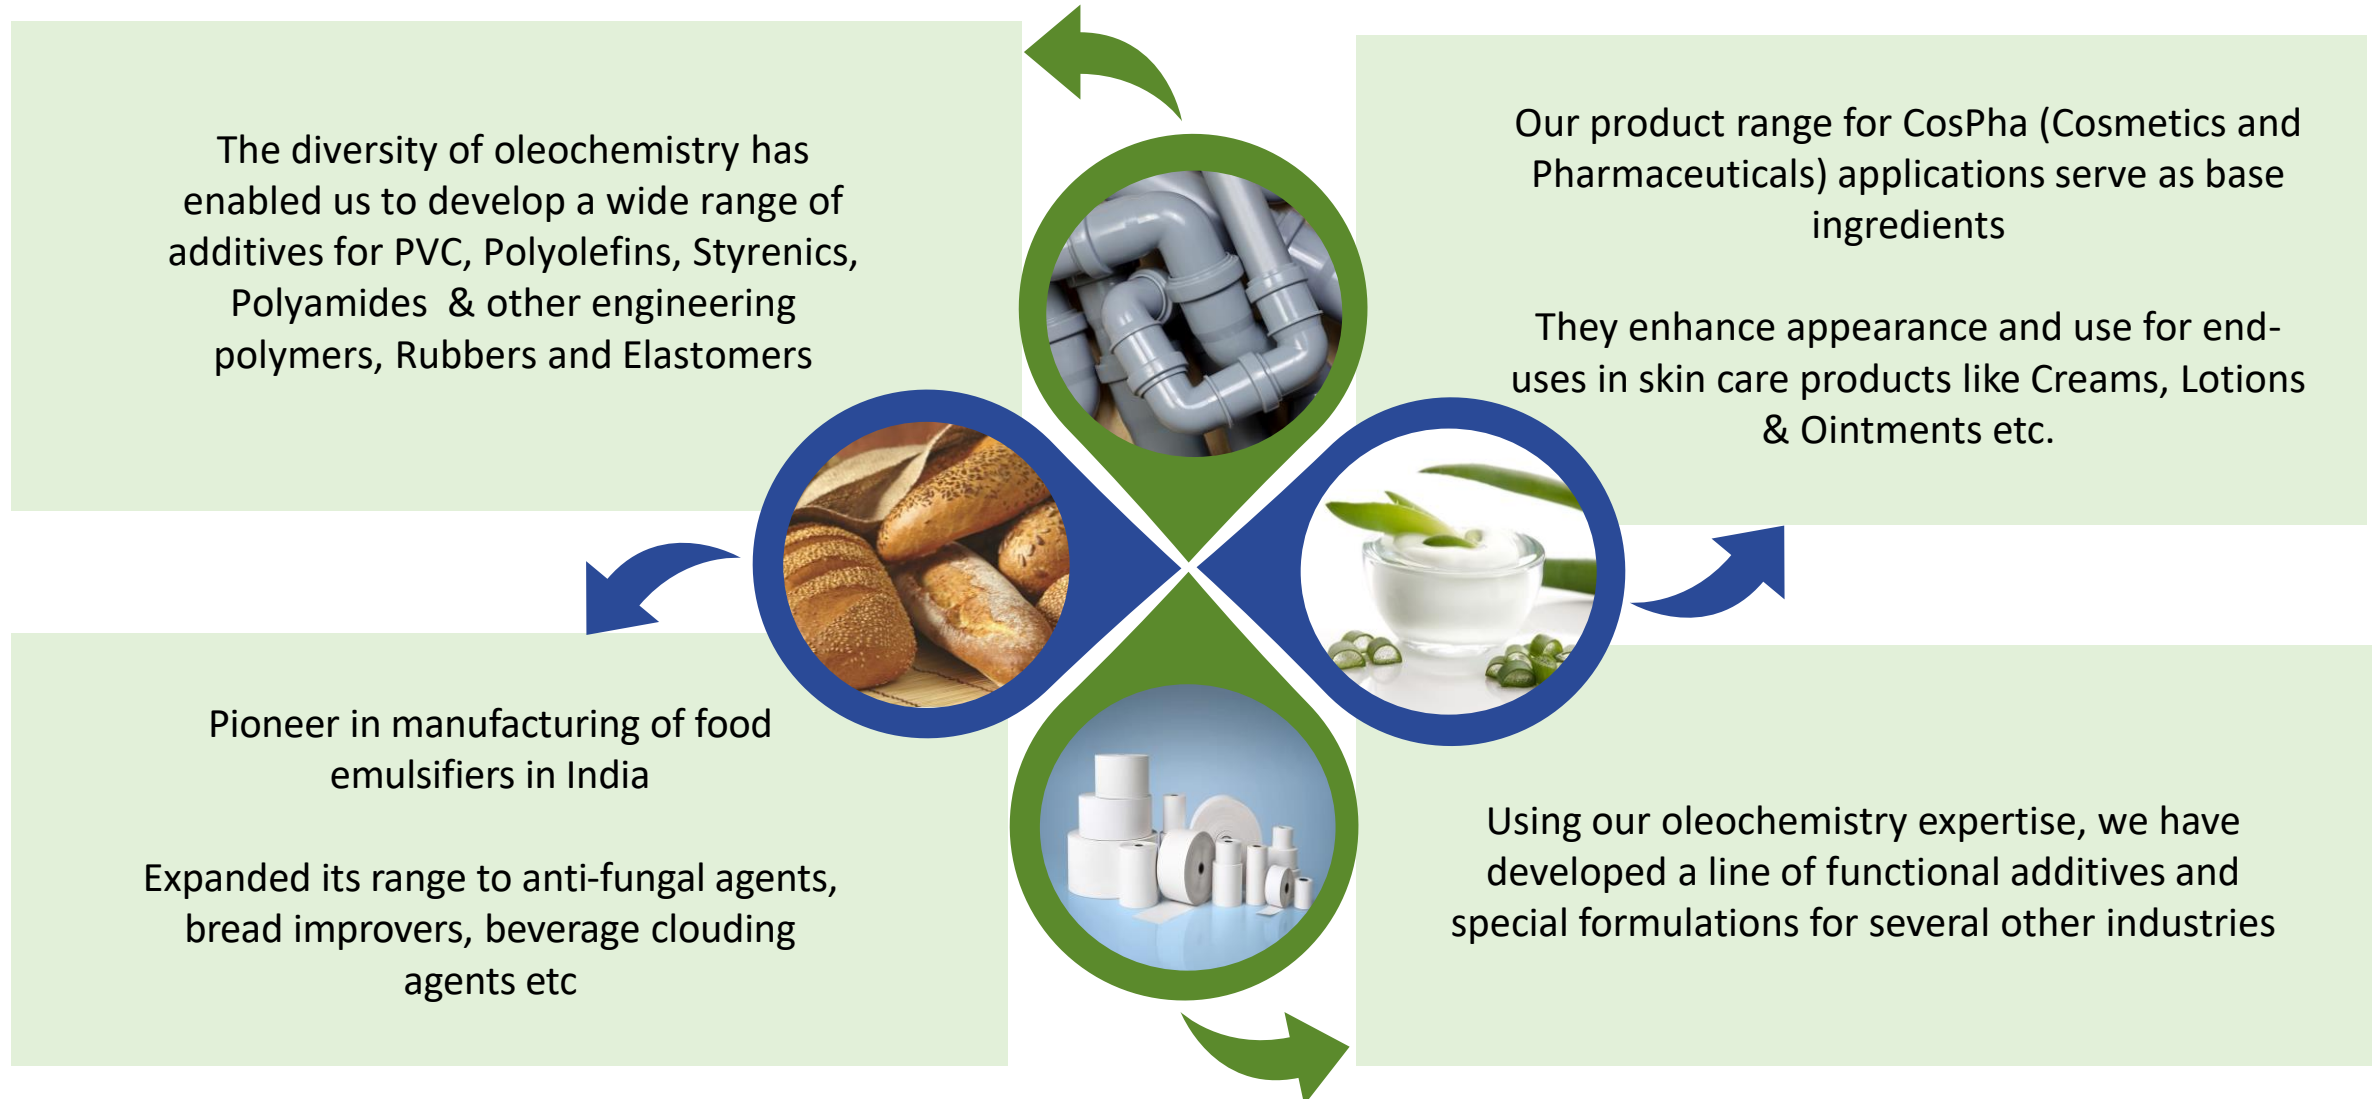 The diversity of oleochemistry has
enabled us to develop a wide range of
additives for PVC, Polyolefins, Styrenics,
Polyamides  & other engineering
polymers, Rubbers and Elastomers
Our product range for CosPha (Cosmetics and
Pharmaceuticals) applications serve as base
ingredients
They enhance appearance and use for end-
uses in skin care products like Creams, Lotions
& Ointments etc.
Pioneer in manufacturing of food
emulsifiers in India
Expanded its range to anti-fungal agents,
bread improvers, beverage clouding
agents etc
Using our oleochemistry expertise, we have
developed a line of functional additives and
special formulations for several other industries